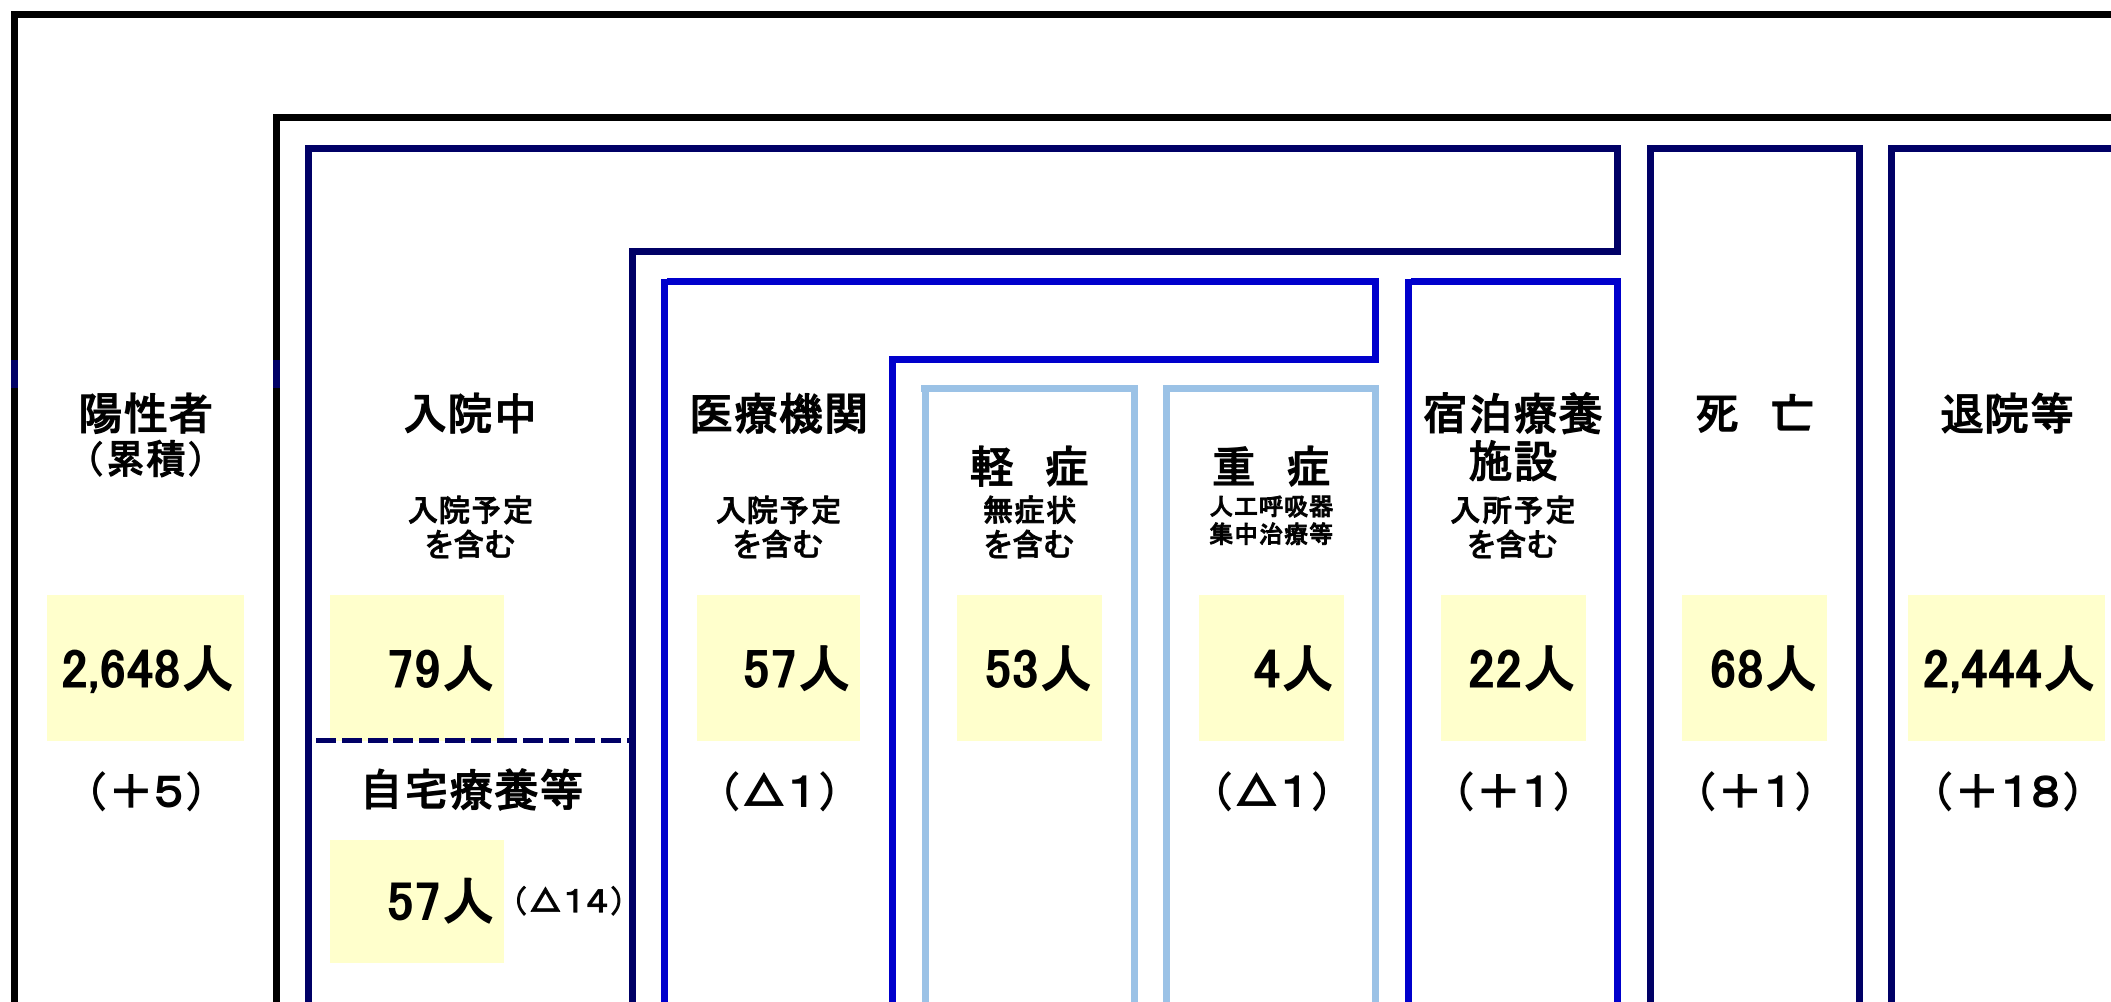 陽性者
（累積）
2,648人
（＋５）
入院中
入院予定
を含む
79人
自宅療養等
57人
（△１４）
医療機関
入院予定
を含む
57人
（△１）
軽　症
無症状
を含む
53人
重　症
人工呼吸器
集中治療等
4人
（△１）
宿泊療養
施設
入所予定
を含む
22人
（＋１）
死　亡
68人
（＋１）
退院等
2,444人
（＋１８）